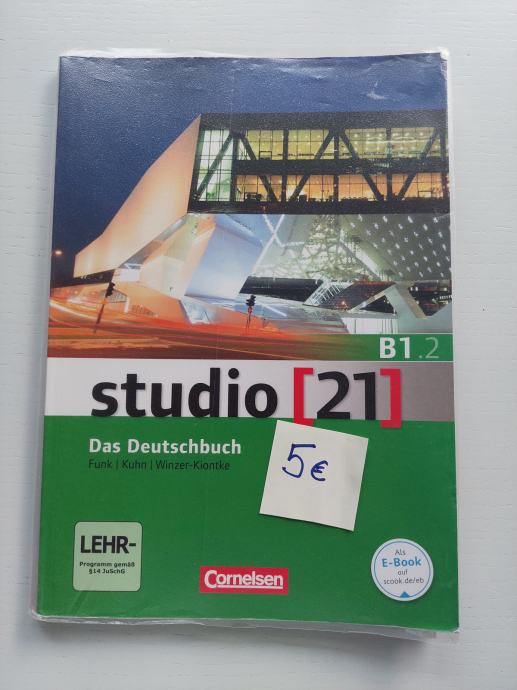 B1.2
studio [21]
Das Deutschbuch
Funk | Kuhn | Winzer-Kiontke
5€
LEHR-
Programm gemäß
§14 JuSchG
Cornelsen
Als
E-Book
auf
scook.de/eb